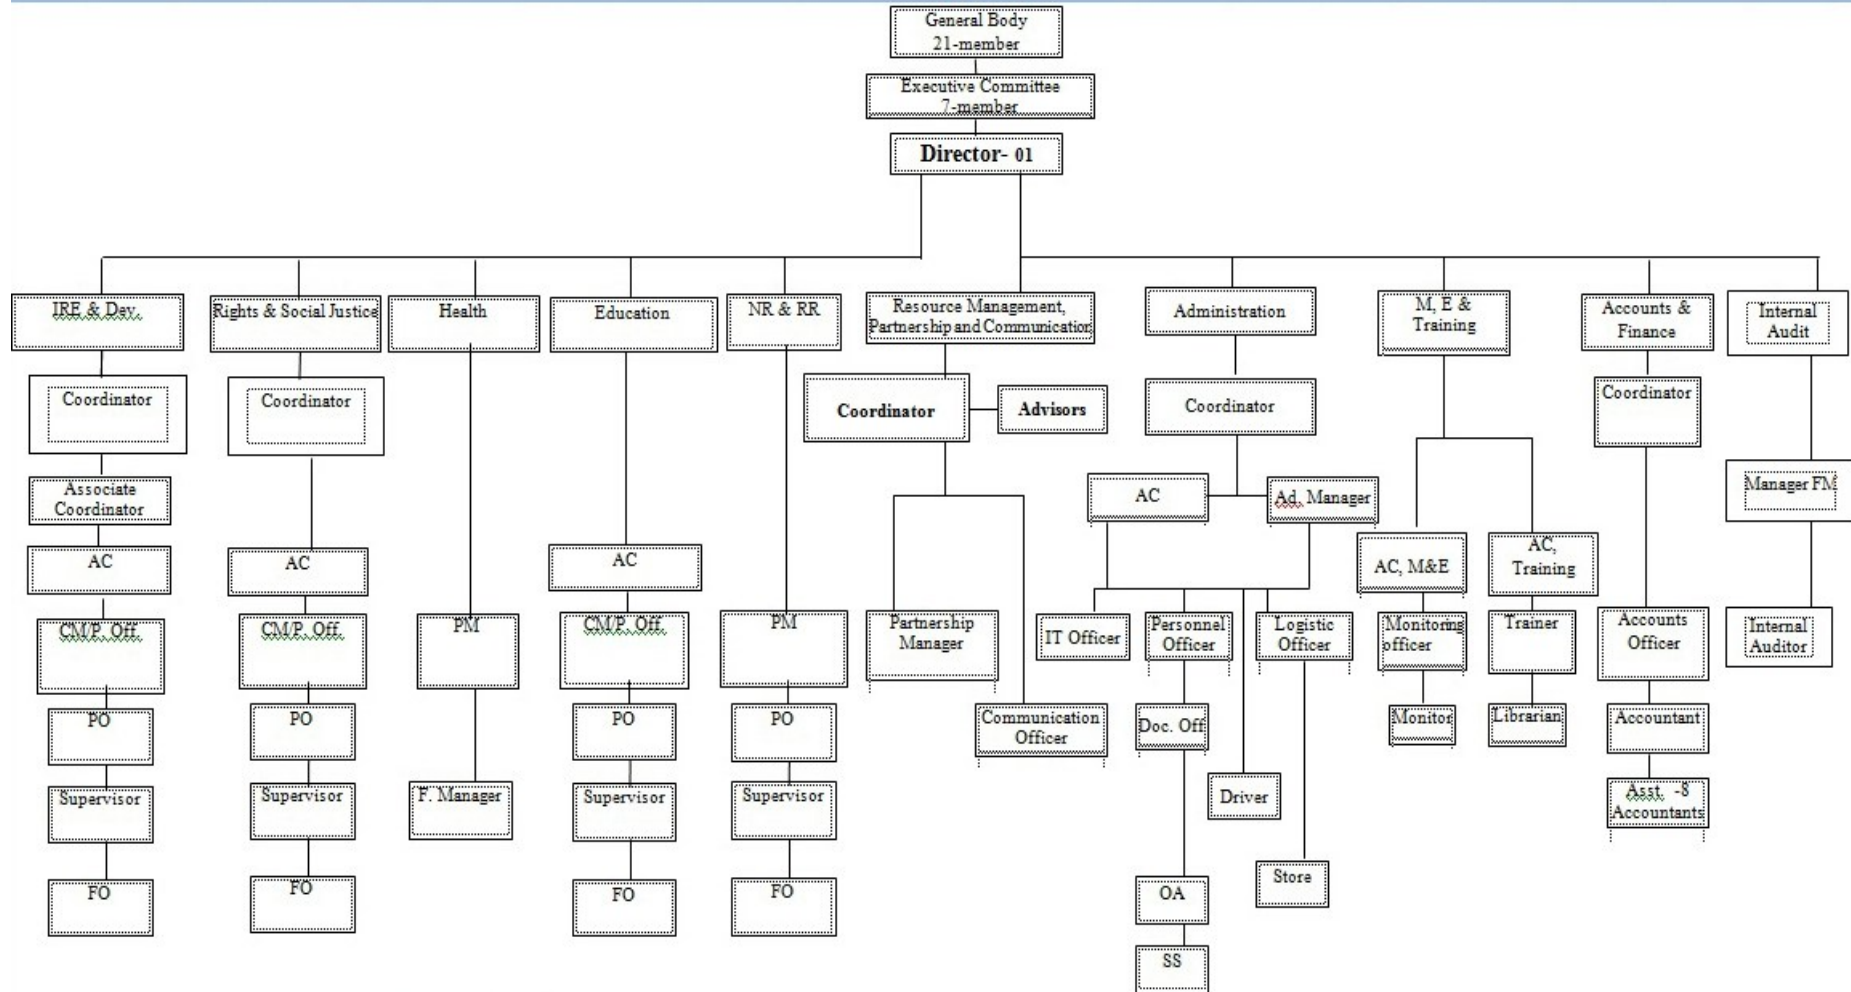 General Body
21-member
Executive Committee
7-member
Director- 01
IRE & Dev.
Rights & Social Justice
Health
Education
NR & RR
Resource Management,
Partnership and Communication
Administration
M, E &
Training
Accounts &
Finance
Internal
Audit
Coordinator
Coordinator
Coordinator
Advisors
Coordinator
Coordinator
Associate
Coordinator
AC
Ad. Manager
Manager FM
AC
AC
AC
AC, M&E
AC,
Training
CM/P. Off.
CM/P. Off.
PM
CM/P. Off.
PM
Partnership
Manager
IT Officer
Personnel
Officer
Logistic
Officer
Monitoring
officer
Trainer
Accounts
Officer
Internal
Auditor
PO
PO
PO
PO
Communication
Officer
Doc. Off
Monitor
Librarian
Accountant
Supervisor
Supervisor
F. Manager
Supervisor
Supervisor
Driver
Asst. -8
Accountants
FO
FO
FO
FO
OA
Store
SS